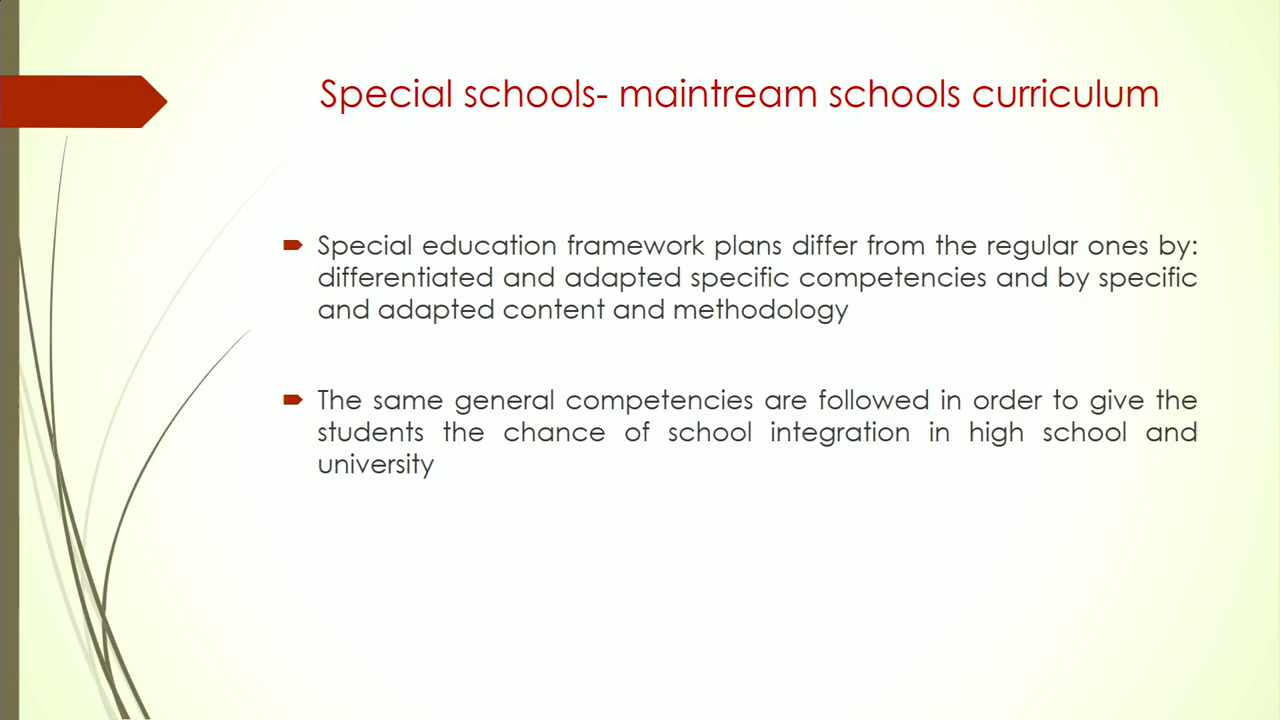 Special schools- maintream schools curriculum
Special education framework plans differ from the regular ones by:
differentiated and adapted specific competencies and by specific
and adapted content and methodology
The same general competencies are followed in order to give the
students the chance of school integration in high school and
university